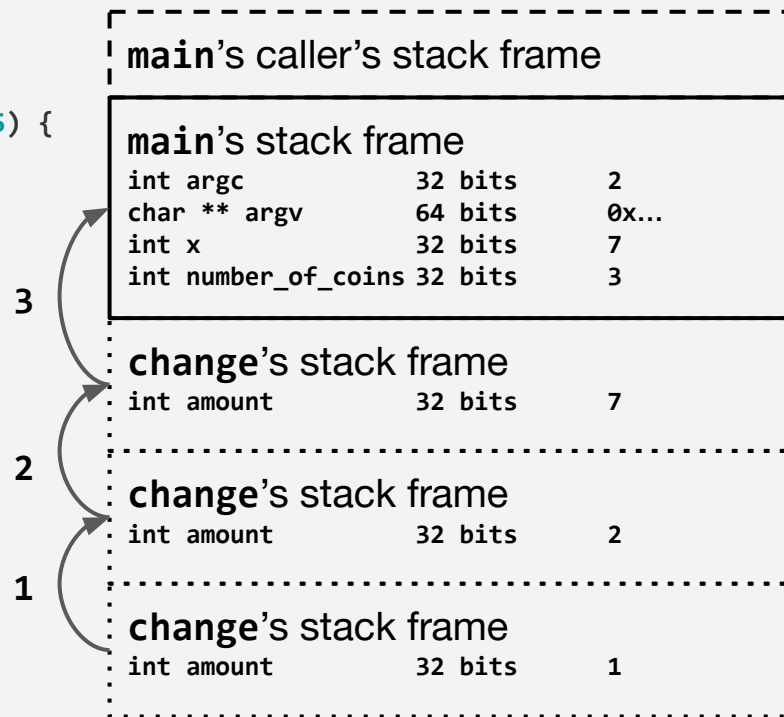 main's caller's stack frame
) {
main's stack frame
int argc 32 bits 2
char ** argv 64 bits 0x…
int x 32 bits 7
int number_of_coins 32 bits 3
3
change's stack frame
int amount 32 bits 7
2
change's stack frame
int amount 32 bits 2
1
change's stack frame
int amount 32 bits 1